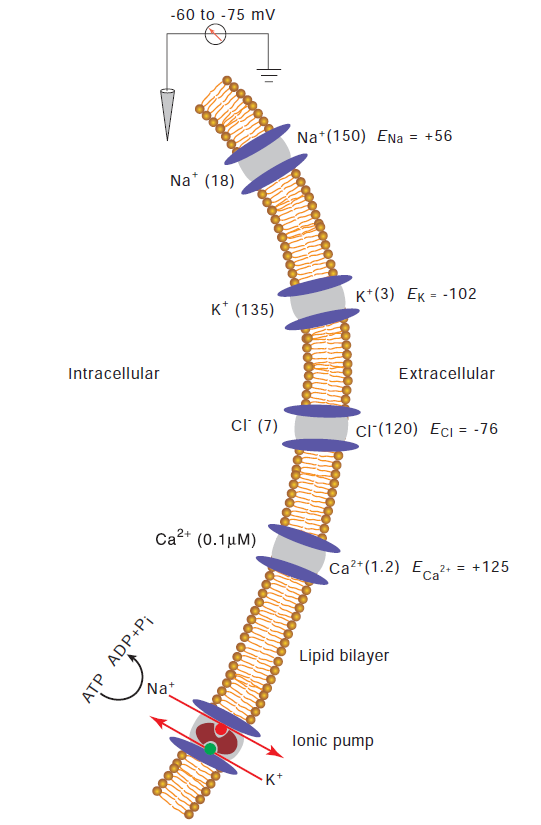 -60 to -75 mV
Na⁺(150) E_Na = +56
Na⁺ (18)
K⁺(3) E_K = -102
K⁺ (135)
Intracellular
Extracellular
Cl⁻ (7)
Cl⁻(120) E_Cl = -76
Ca²⁺ (0.1μM)
Ca²⁺(1.2) E_Ca²⁺ = +125
ATP ADP+Pi
Lipid bilayer
Na⁺
Ionic pump
K⁺